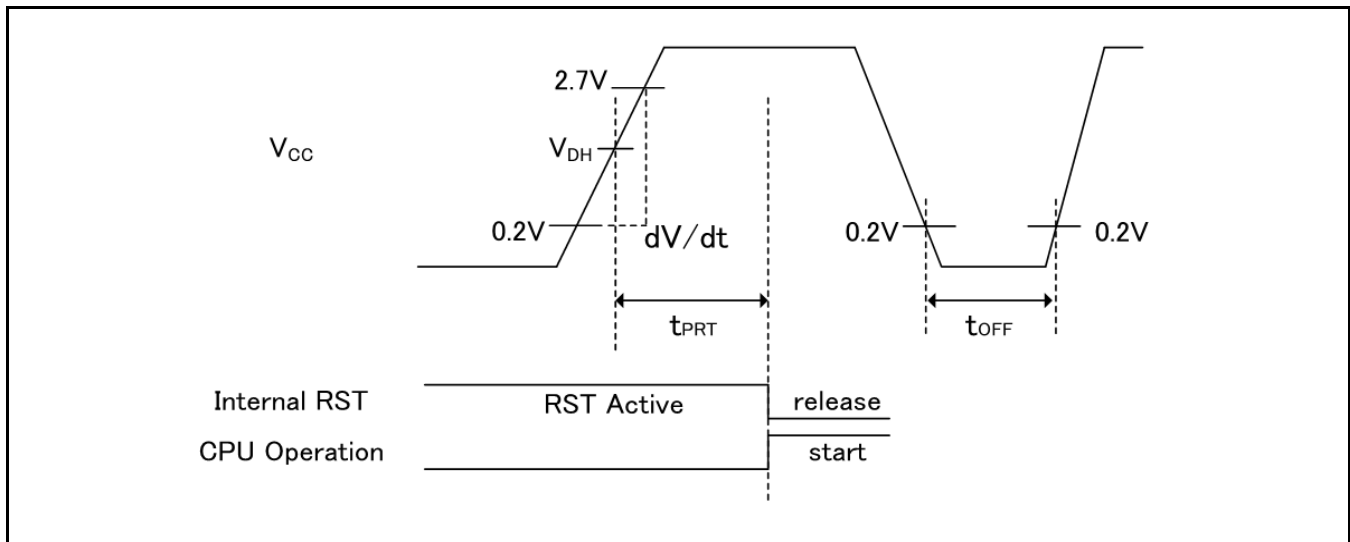 2.7V
VCC
VDH
0.2V
dV/dt
0.2V
0.2V
tPRT
tOFF
Internal RST
RST Active
release
CPU Operation
start